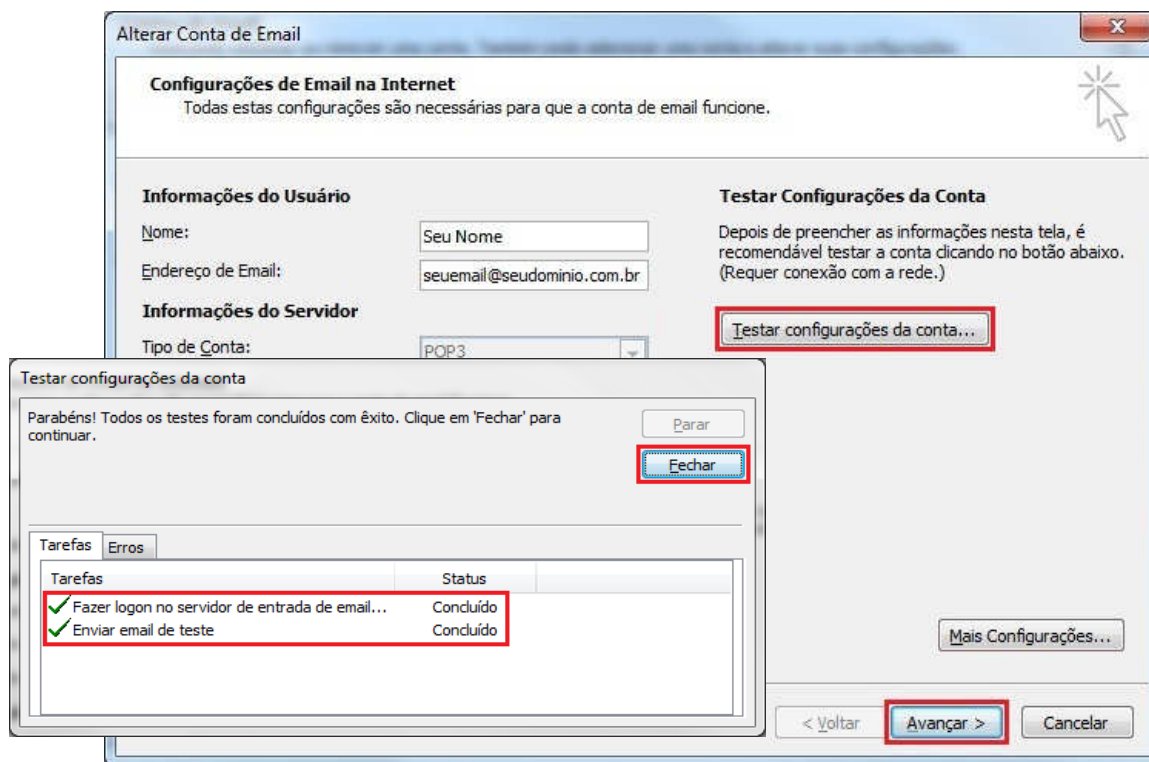 Alterar Conta de Email
Configurações de Email na Internet
Todas estas configurações são necessárias para que a conta de email funcione.
Informações do Usuário
Nome:
Seu Nome
Endereço de Email:
seuemail@seudominio.com.br
Informações do Servidor
Tipo de Conta:
POP3
Testar Configurações da Conta
Depois de preencher as informações nesta tela, é
recomendável testar a conta clicando no botão abaixo.
(Requer conexão com a rede.)
Testar configurações da conta...
Testar configurações da conta
Parabéns! Todos os testes foram concluídos com êxito. Clique em 'Fechar' para
continuar.
Parar
Fechar
Tarefas
Erros
Tarefas
Status
Fazer logon no servidor de entrada de email...
Concluído
Enviar email de teste
Concluído
Mais Configurações...
< Voltar
Avançar >
Cancelar